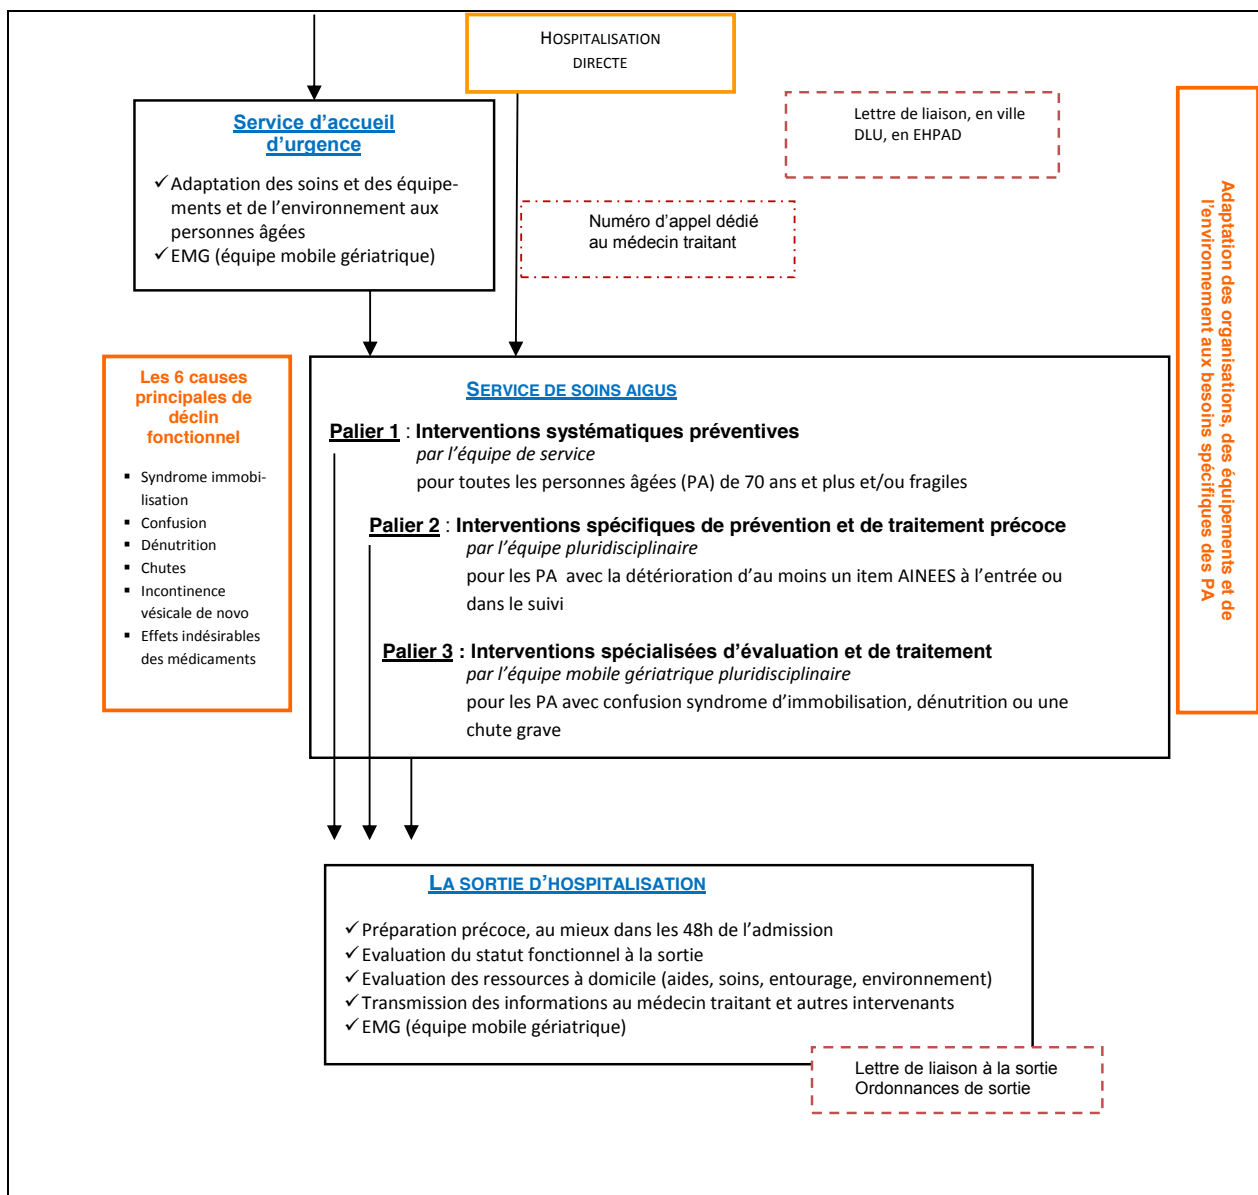 HOSPITALISATION
DIRECTE
Service d’accueil
d’urgence
✓ Adaptation des soins et des équipe-
ments et de l’environnement aux
personnes âgées
✓ EMG (équipe mobile gériatrique)
Lettre de liaison, en ville
DLU, en EHPAD
Numéro d’appel dédié
au médecin traitant
Adaptation des organisations, des équipements et de
l’environnement aux besoins spécifiques des PA
Les 6 causes
principales de
déclin
fonctionnel
▪ Syndrome immobi-
lisation
▪ Confusion
▪ Dénutrition
▪ Chutes
▪ Incontinence
vésicale de novo
▪ Effets indésirables
des médicaments
SERVICE DE SOINS AIGUS
Palier 1 : Interventions systématiques préventives
par l’équipe de service
pour toutes les personnes âgées (PA) de 70 ans et plus et/ou fragiles
Palier 2 : Interventions spécifiques de prévention et de traitement précoce
par l’équipe pluridisciplinaire
pour les PA avec la détérioration d’au moins un item AINEES à l’entrée ou
dans le suivi
Palier 3 : Interventions spécialisées d’évaluation et de traitement
par l’équipe mobile gériatrique pluridisciplinaire
pour les PA avec confusion syndrome d’immobilisation, dénutrition ou une
chute grave
LA SORTIE D’HOSPITALISATION
✓ Préparation précoce, au mieux dans les 48h de l’admission
✓ Evaluation du statut fonctionnel à la sortie
✓ Evaluation des ressources à domicile (aides, soins, entourage, environnement)
✓ Transmission des informations au médecin traitant et autres intervenants
✓ EMG (équipe mobile gériatrique)
Lettre de liaison à la sortie
Ordonnances de sortie